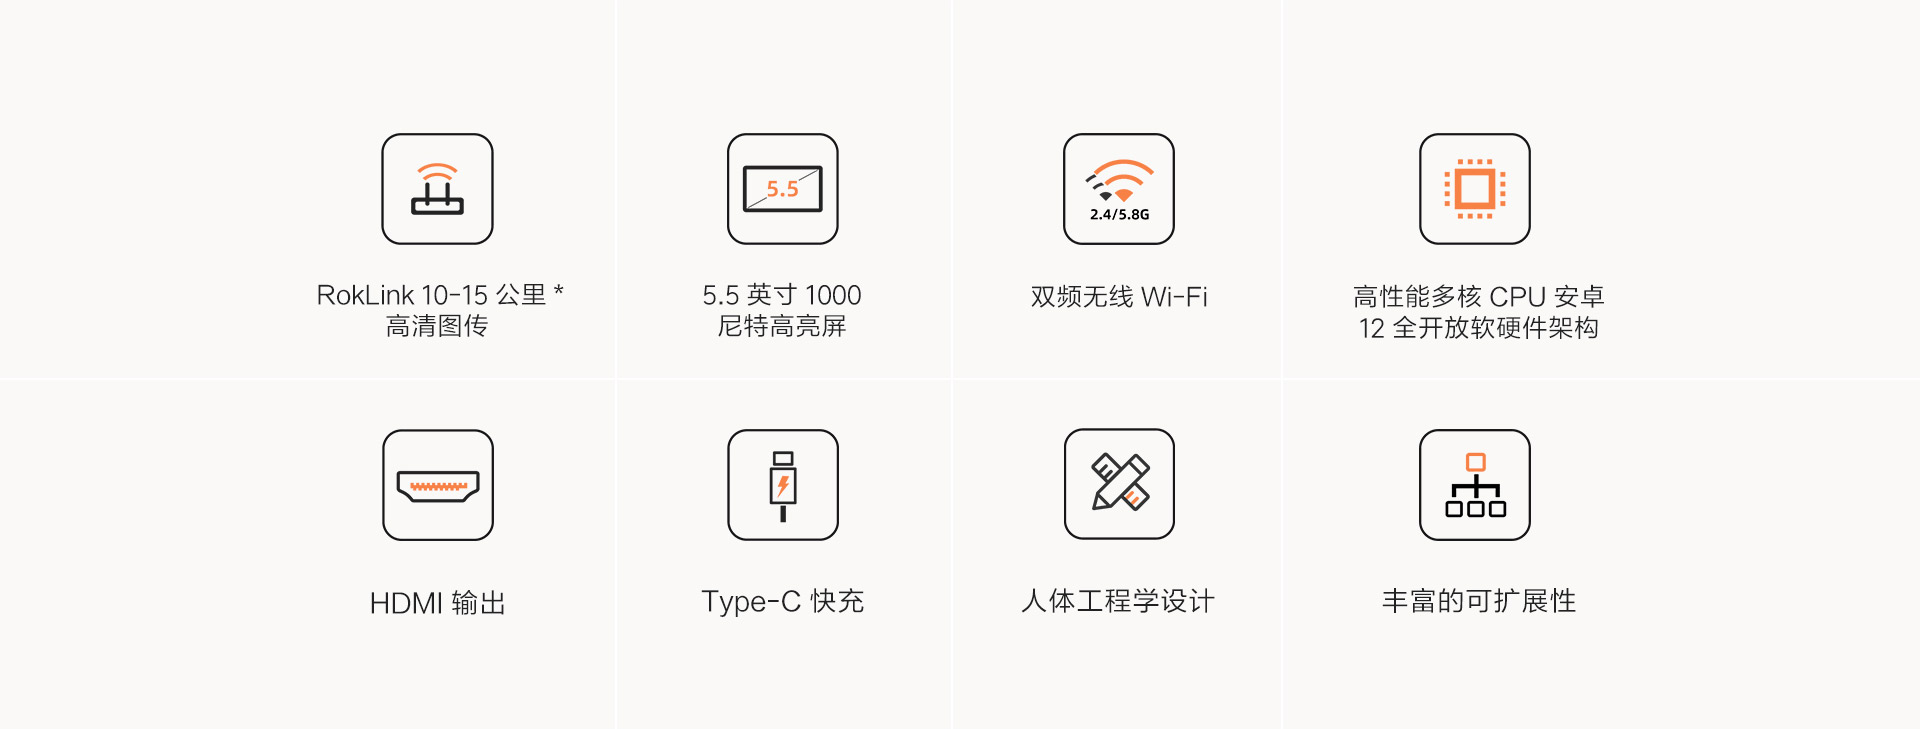 5.5
2.4/5.8G
RokLink 10-15 公里 *
高清图传
5.5 英寸 1000
尼特高亮屏
双频无线 Wi-Fi
高性能多核 CPU 安卓
12 全开放软硬件架构
HDMI 输出
Type-C 快充
人体工程学设计
丰富的可扩展性